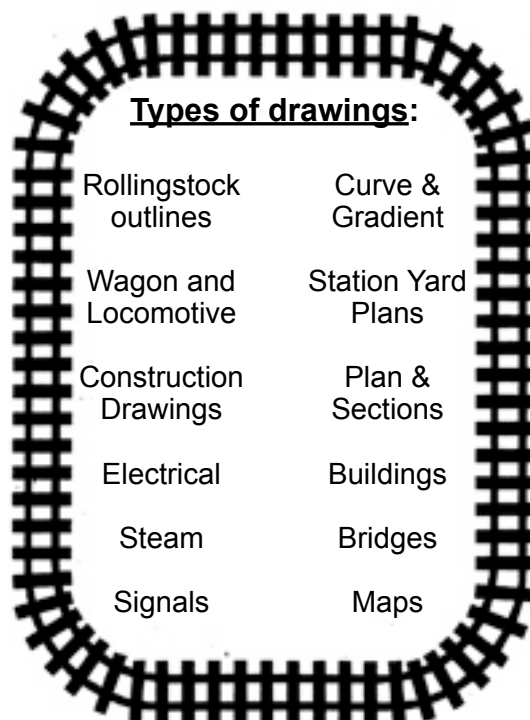 Types of drawings:
Rollingstock
outlines
Wagon and
Locomotive
Construction
Drawings
Electrical
Steam
Signals
Curve &
Gradient
Station Yard
Plans
Plan &
Sections
Buildings
Bridges
Maps